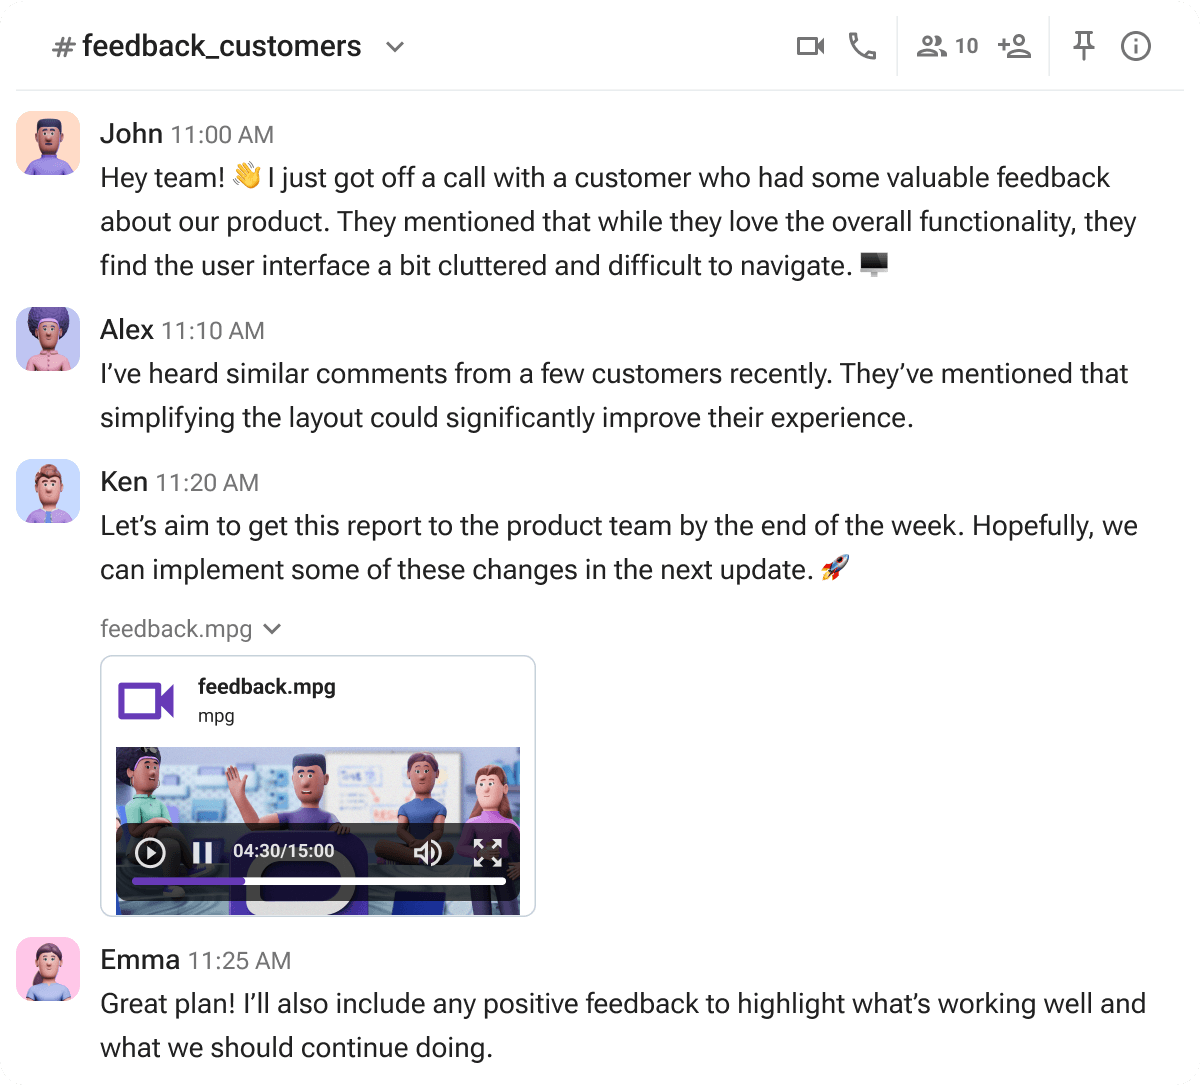 # feedback_customers
10
John 11:00 AM
Hey team! 👋 I just got off a call with a customer who had some valuable feedback
about our product. They mentioned that while they love the overall functionality, they
find the user interface a bit cluttered and difficult to navigate. 🖥️
Alex 11:10 AM
I’ve heard similar comments from a few customers recently. They’ve mentioned that
simplifying the layout could significantly improve their experience.
Ken 11:20 AM
Let’s aim to get this report to the product team by the end of the week. Hopefully, we
can implement some of these changes in the next update. 🚀
feedback.mpg
feedback.mpg
mpg
04:30/15:00
Emma 11:25 AM
Great plan! I’ll also include any positive feedback to highlight what’s working well and
what we should continue doing.